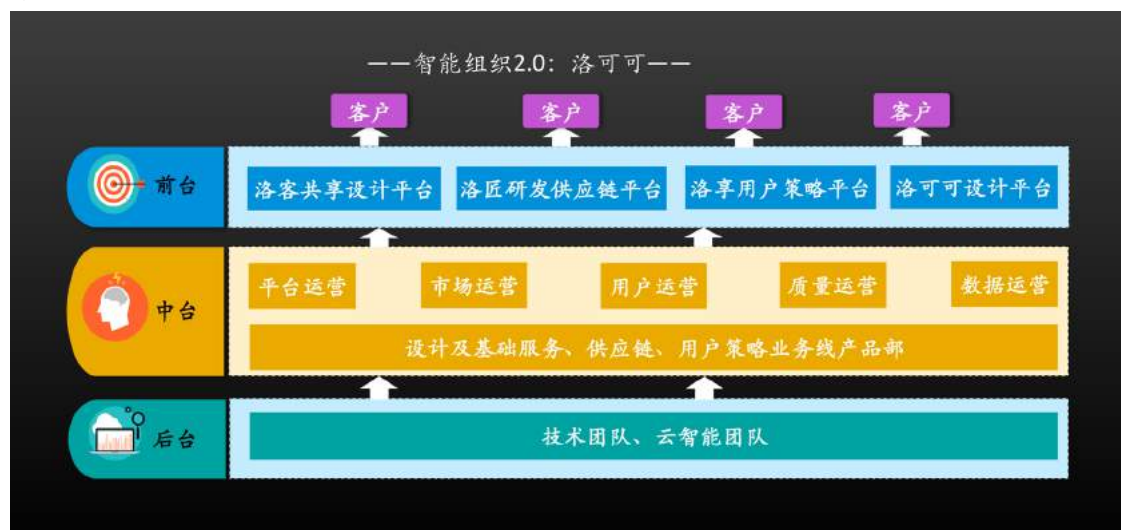 ——智能组织2.0：洛可可——
客户
客户
客户
客户
前台
洛客共享设计平台
洛匠研发供应链平台
洛享用户策略平台
洛可可设计平台
中台
平台运营
市场运营
用户运营
质量运营
数据运营
设计及基础服务、供应链、用户策略业务线产品部
后台
技术团队、云智能团队